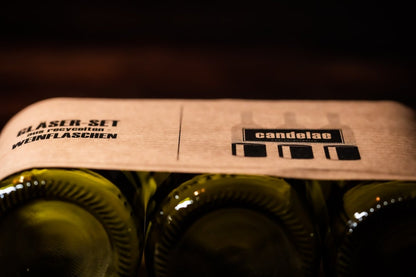 GLÄSER-SET
aus recycelten
WEINFLASCHEN
candelae